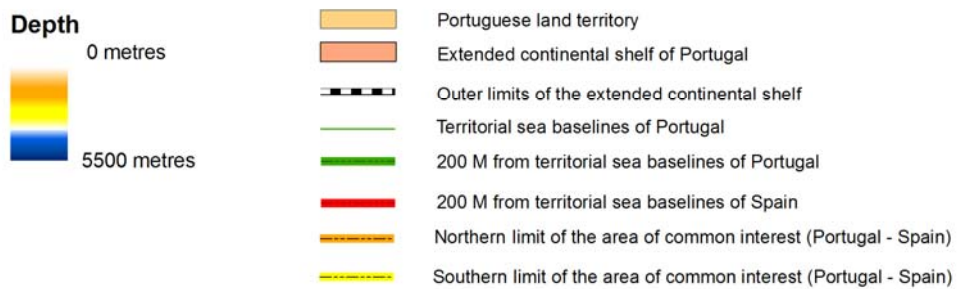 Depth
0 metres
5500 metres
Portuguese land territory
Extended continental shelf of Portugal
Outer limits of the extended continental shelf
Territorial sea baselines of Portugal
200 M from territorial sea baselines of Portugal
200 M from territorial sea baselines of Spain
Northern limit of the area of common interest (Portugal - Spain)
Southern limit of the area of common interest (Portugal - Spain)